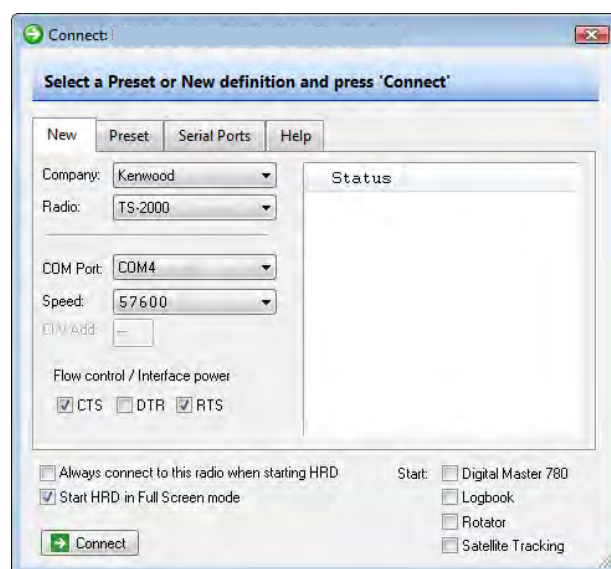 Connect:
Select a Preset or New definition and press 'Connect'
New Preset Serial Ports Help
Company: Kenwood
Radio: TS-2000
COM Port: COM4
Speed: 57600
CI-V Add: --
Flow control / Interface power
CTS DTR RTS
Status
Always connect to this radio when starting HRD
Start HRD in Full Screen mode
Start: Digital Master 780
Logbook
Rotator
Satellite Tracking
Connect